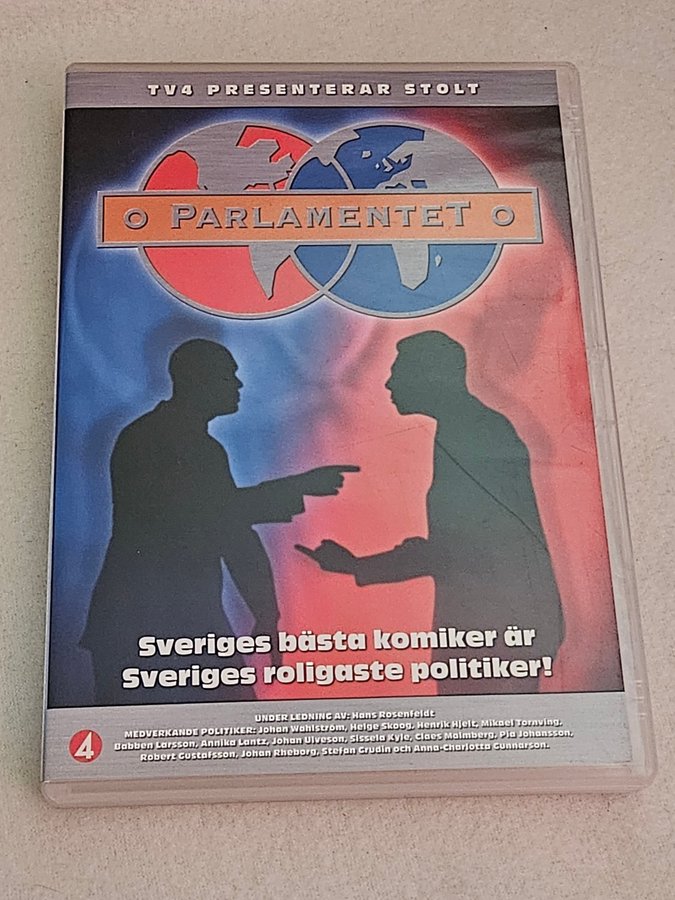 TV4 PRESENTERAR STOLT
PARLAMENTET
Sveriges bästa komiker är
Sveriges roligaste politiker!
UNDER LEDNING AV: Hans Rosenfeldt
MEDVERKANDE POLITIKER: Johan Wahlström, Helge Skoog, Henrik Hjelt, Mikael Tornving,
Babben Larsson, Annika Lantz, Johan Ulveson, Sissela Kyle, Claes Malmberg, Pia Johansson,
Robert Gustafsson, Johan Rheborg, Stefan Grudin och Anna-Charlotta Gunnarson.
4